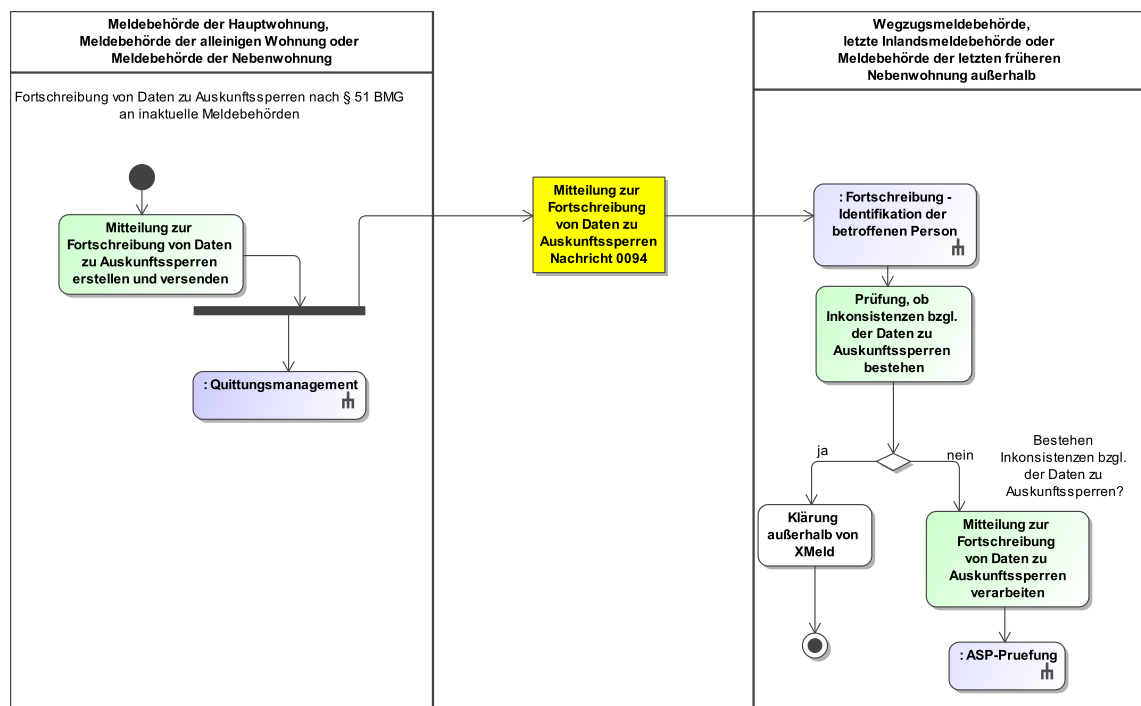 Meldebehörde der Hauptwohnung,
Meldebehörde der alleinigen Wohnung oder
Meldebehörde der Nebenwohnung
Fortschreibung von Daten zu Auskunftssperren nach § 51 BMG
an inaktuelle Meldebehörden
Mitteilung zur
Fortschreibung von Daten
zu Auskunftssperren
erstellen und versenden
: Quittungsmanagement
Mitteilung zur
Fortschreibung
von Daten zu
Auskunftssperren
Nachricht 0094
Wegzugsmeldebehörde,
letzte Inlandsmeldebehörde oder
Meldebehörde der letzten früheren
Nebenwohnung außerhalb
: Fortschreibung -
Identifikation der
betroffenen Person
Prüfung, ob
Inkonsistenzen bzgl.
der Daten zu
Auskunftssperren
bestehen
ja
nein
Bestehen
Inkonsistenzen bzgl.
der Daten zu
Auskunftssperren?
Klärung
außerhalb von
XMeld
Mitteilung zur
Fortschreibung
von Daten zu
Auskunftssperren
verarbeiten
: ASP-Pruefung